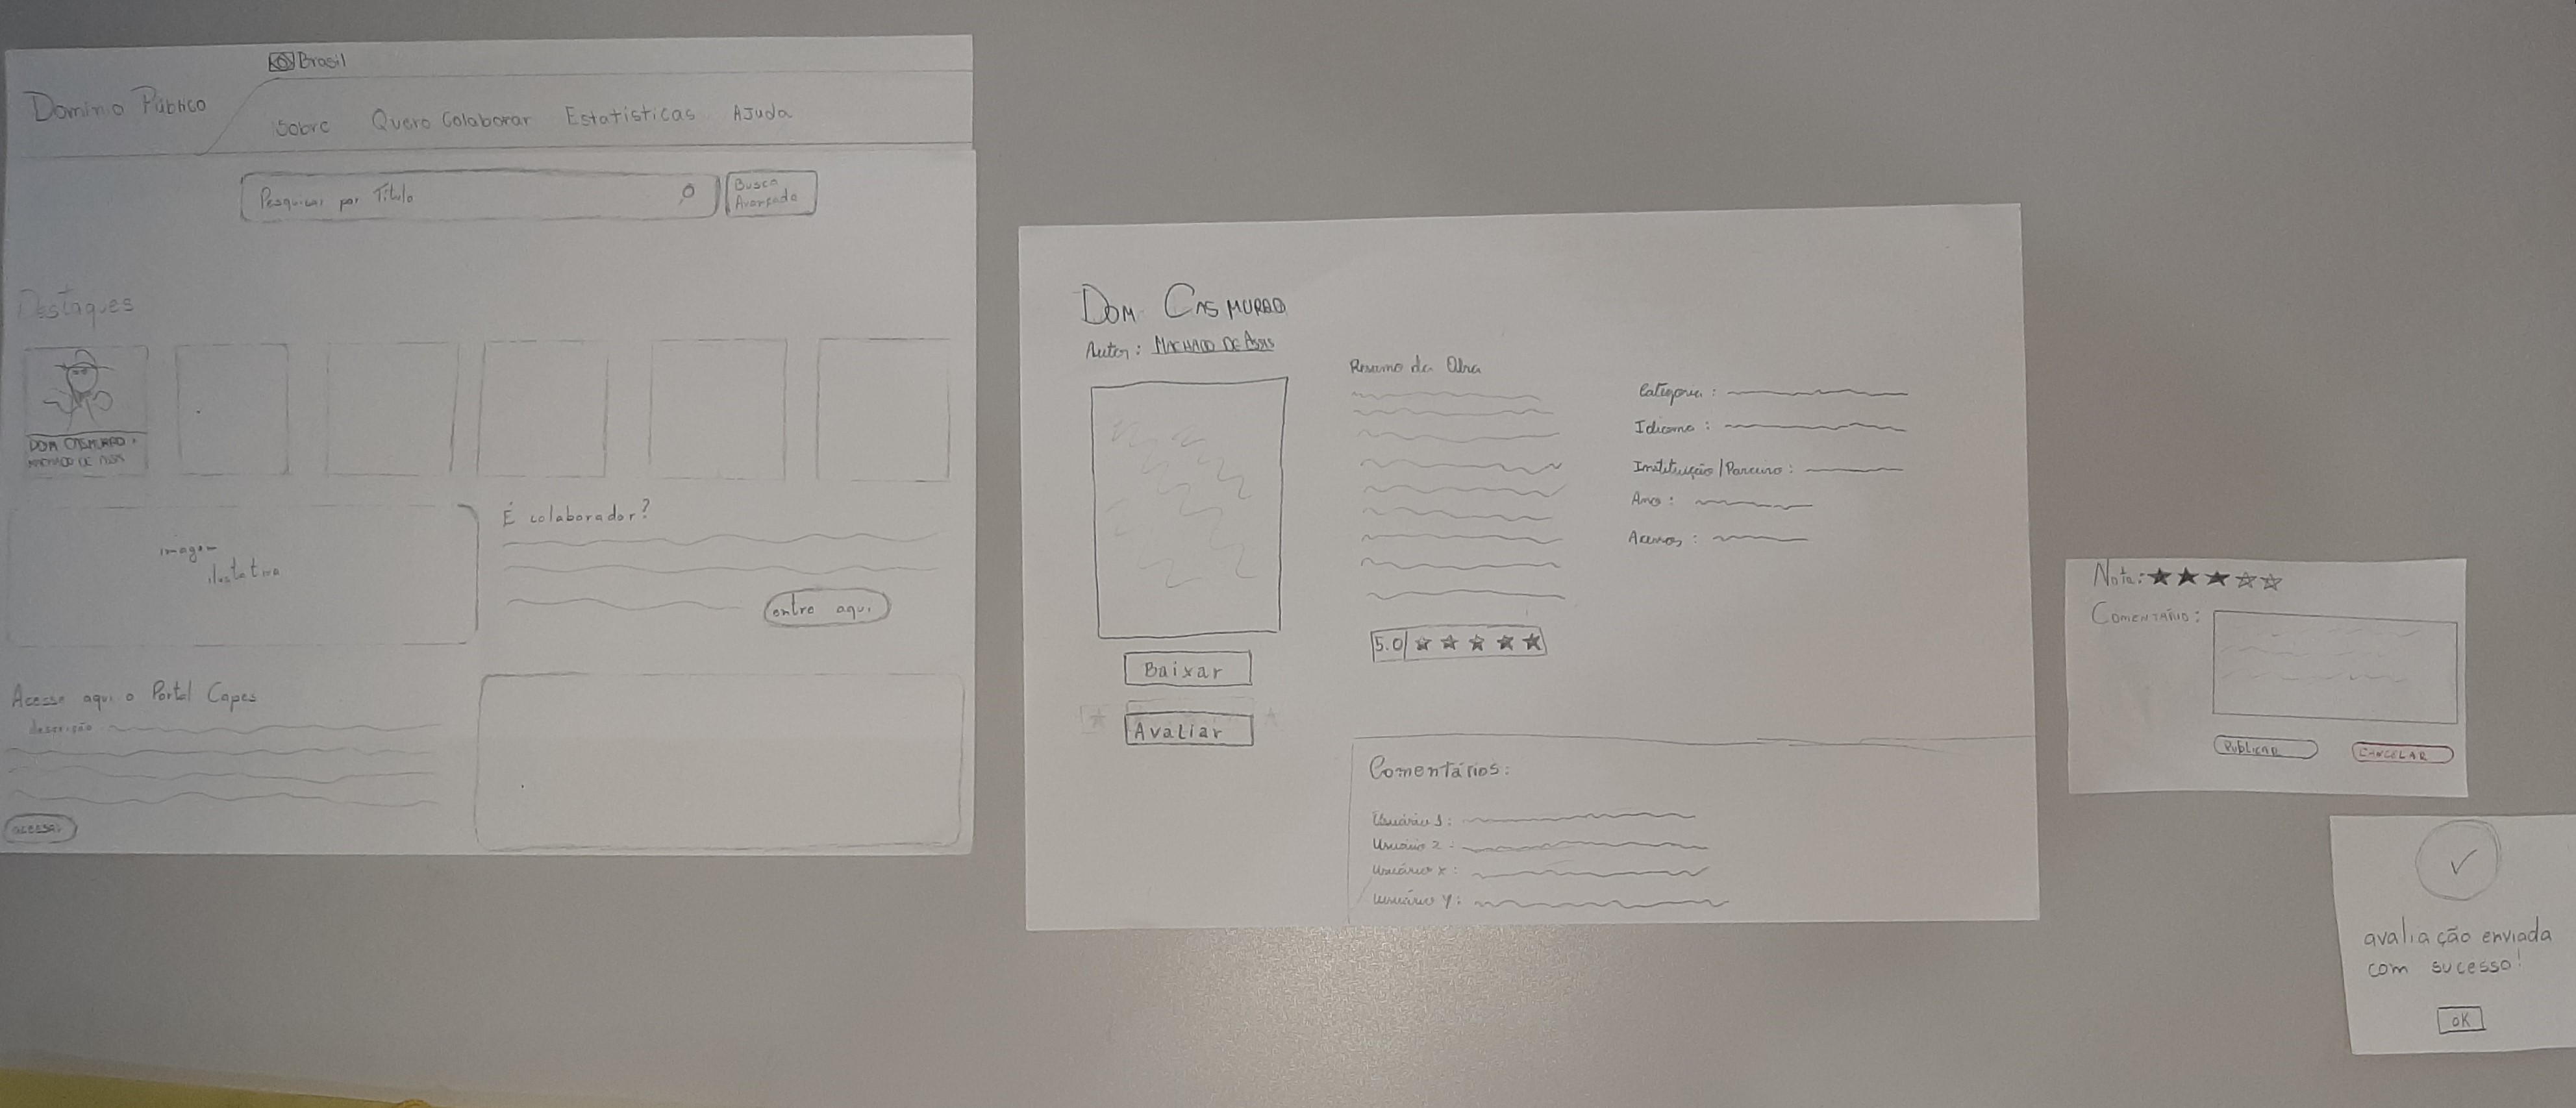 Brasil
Domínio Público
Sobre Quero Colaborar Estatísticas Ajuda
Pesquisar por Título
Busca
Avançada
Destaques
DOM CASMURRO
MACHADO DE ASSIS
imagem
ilustativa
É colaborador?
entre aqui
Acesse aqui o Portal Capes
descrição
acessar
DOM CASMURRO
Autor: MACHADO DE ASSIS
Resumo da Obra
Categoria:
Idioma:
Instituição/Parceiro:
Ano:
Acessos:
5.0
Baixar
Avaliar
Comentários:
Usuário 1:
Usuário 2:
Usuário x:
Usuário y:
Nota:
COMENTÁRIO:
PUBLICAR
CANCELAR
avaliação enviada
com sucesso!
OK